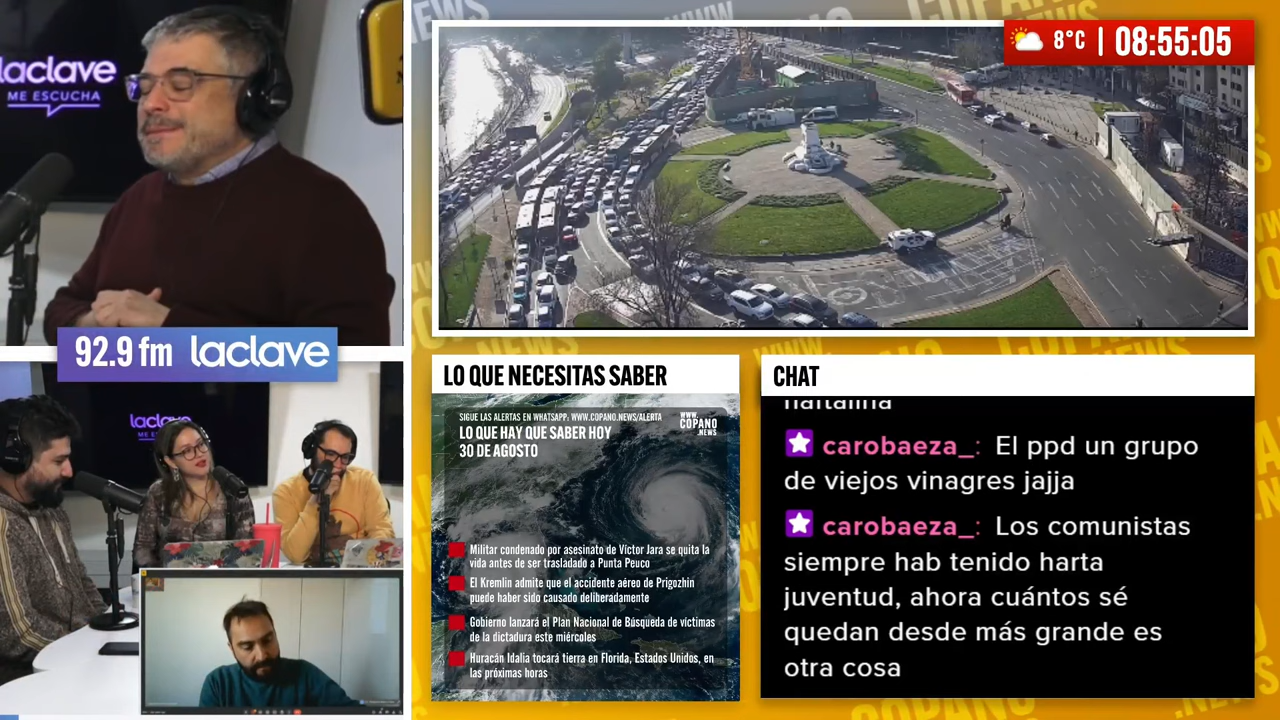 laclave
ME ESCUCHA
92.9 fm laclave
laclave
8°C | 08:55:05
LO QUE NECESITAS SABER
SIGUE LAS ALERTAS EN WHATSAPP: WWW.COPANO.NEWS/ALERTA
WWW.
COPANO
.NEWS
LO QUE HAY QUE SABER HOY
30 DE AGOSTO
Militar condenado por asesinato de Víctor Jara se quita la
vida antes de ser trasladado a Punta Peuco
El Kremlin admite que el accidente aéreo de Prigozhin
puede haber sido causado deliberadamente
Gobierno lanzará el Plan Nacional de Búsqueda de víctimas
de la dictadura este miércoles
Huracán Idalia tocará tierra en Florida, Estados Unidos, en
las próximas horas
CHAT
naftalina
carobaeza_: El ppd un grupo
de viejos vinagres jajja
carobaeza_: Los comunistas
siempre hab tenido harta
juventud, ahora cuántos sé
quedan desde más grande es
otra cosa